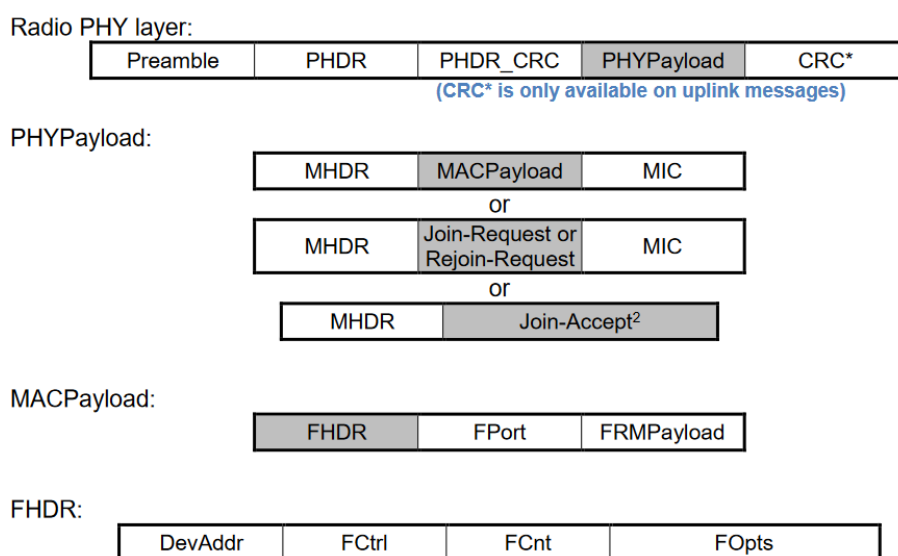 Radio PHY layer:
Preamble PHDR PHDR_CRC PHYPayload CRC*
(CRC* is only available on uplink messages)
PHYPayload:
MHDR MACPayload MIC
or
MHDR Join-Request or Rejoin-Request MIC
or
MHDR Join-Accept²
MACPayload:
FHDR FPort FRMPayload
FHDR:
DevAddr FCtrl FCnt FOpts